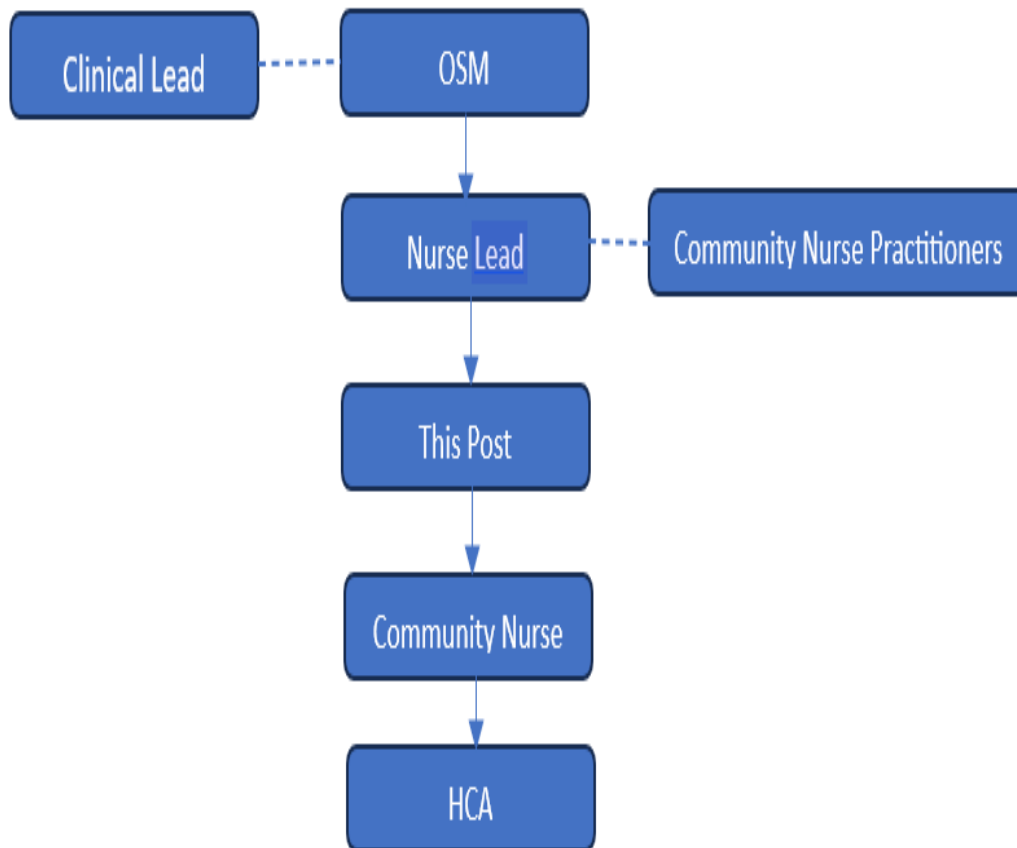 Clinical Lead
OSM
Nurse Lead
Community Nurse Practitioners
This Post
Community Nurse
HCA